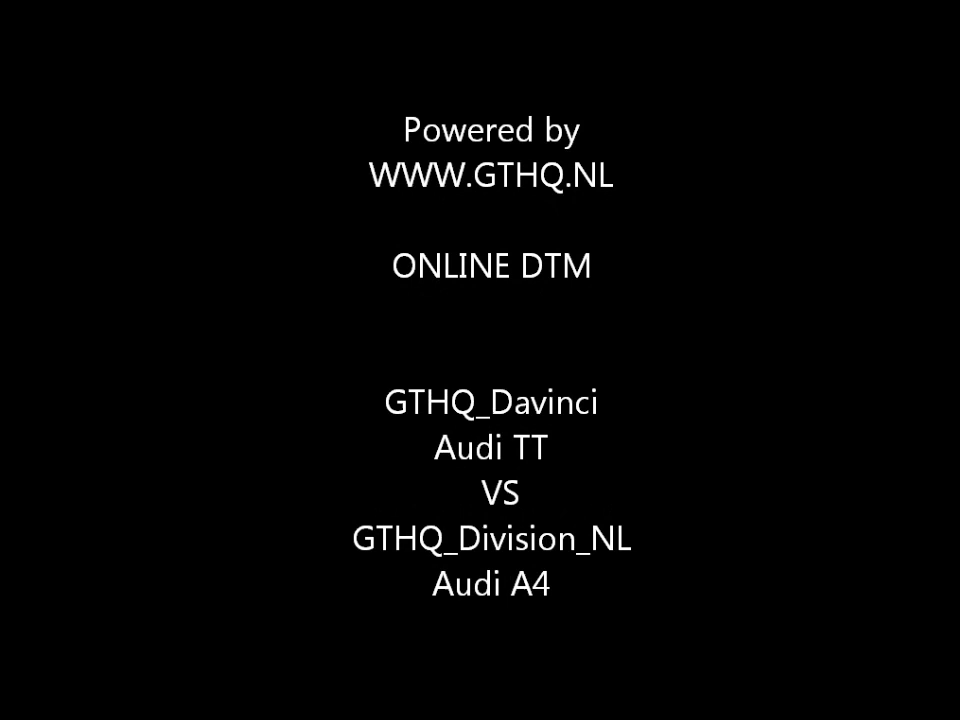 Powered by
WWW.GTHQ.NL
ONLINE DTM
GTHQ_Davinci
Audi TT
VS
GTHQ_Division_NL
Audi A4